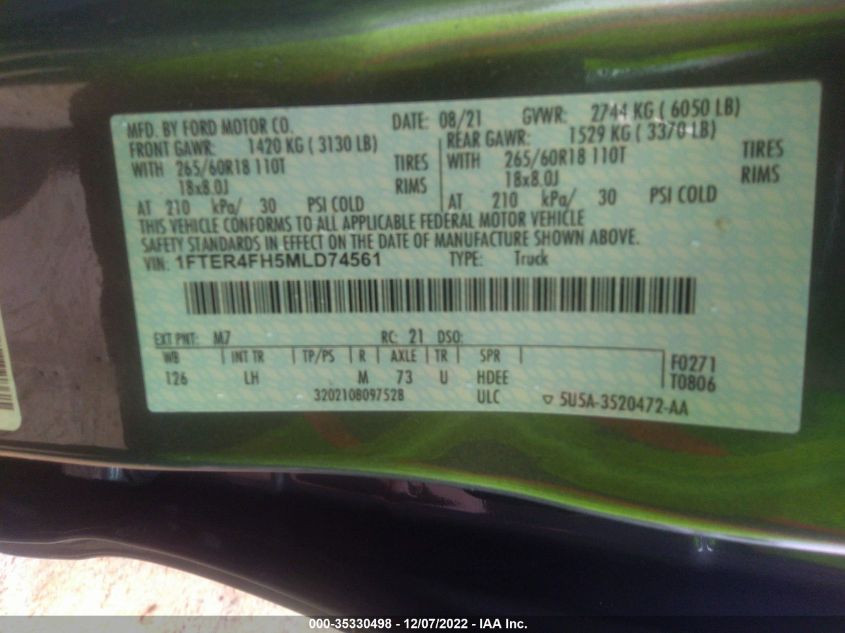 MFD. BY FORD MOTOR CO. DATE: 08/21 GVWR: 2744 KG ( 6050 LB)
FRONT GAWR: 1420 KG ( 3130 LB) REAR GAWR: 1529 KG ( 3370 LB)
WITH 265/60R18 110T TIRES WITH 265/60R18 110T TIRES
18x8.0J RIMS 18x8.0J RIMS
AT 210 kPa/ 30 PSI COLD AT 210 kPa/ 30 PSI COLD
THIS VEHICLE CONFORMS TO ALL APPLICABLE FEDERAL MOTOR VEHICLE
SAFETY STANDARDS IN EFFECT ON THE DATE OF MANUFACTURE SHOWN ABOVE.
VIN: 1FTER4FH5MLD74561 TYPE: Truck
EXT PNT: M7 RC: 21 DSO:
WB INT TR TP/PS R AXLE TR SPR F0271
126 LH M 73 U HDEE T0806
3202108097528 ULC ▽ 5U5A-3520472-AA
000-35330498 - 12/07/2022 - IAA Inc.